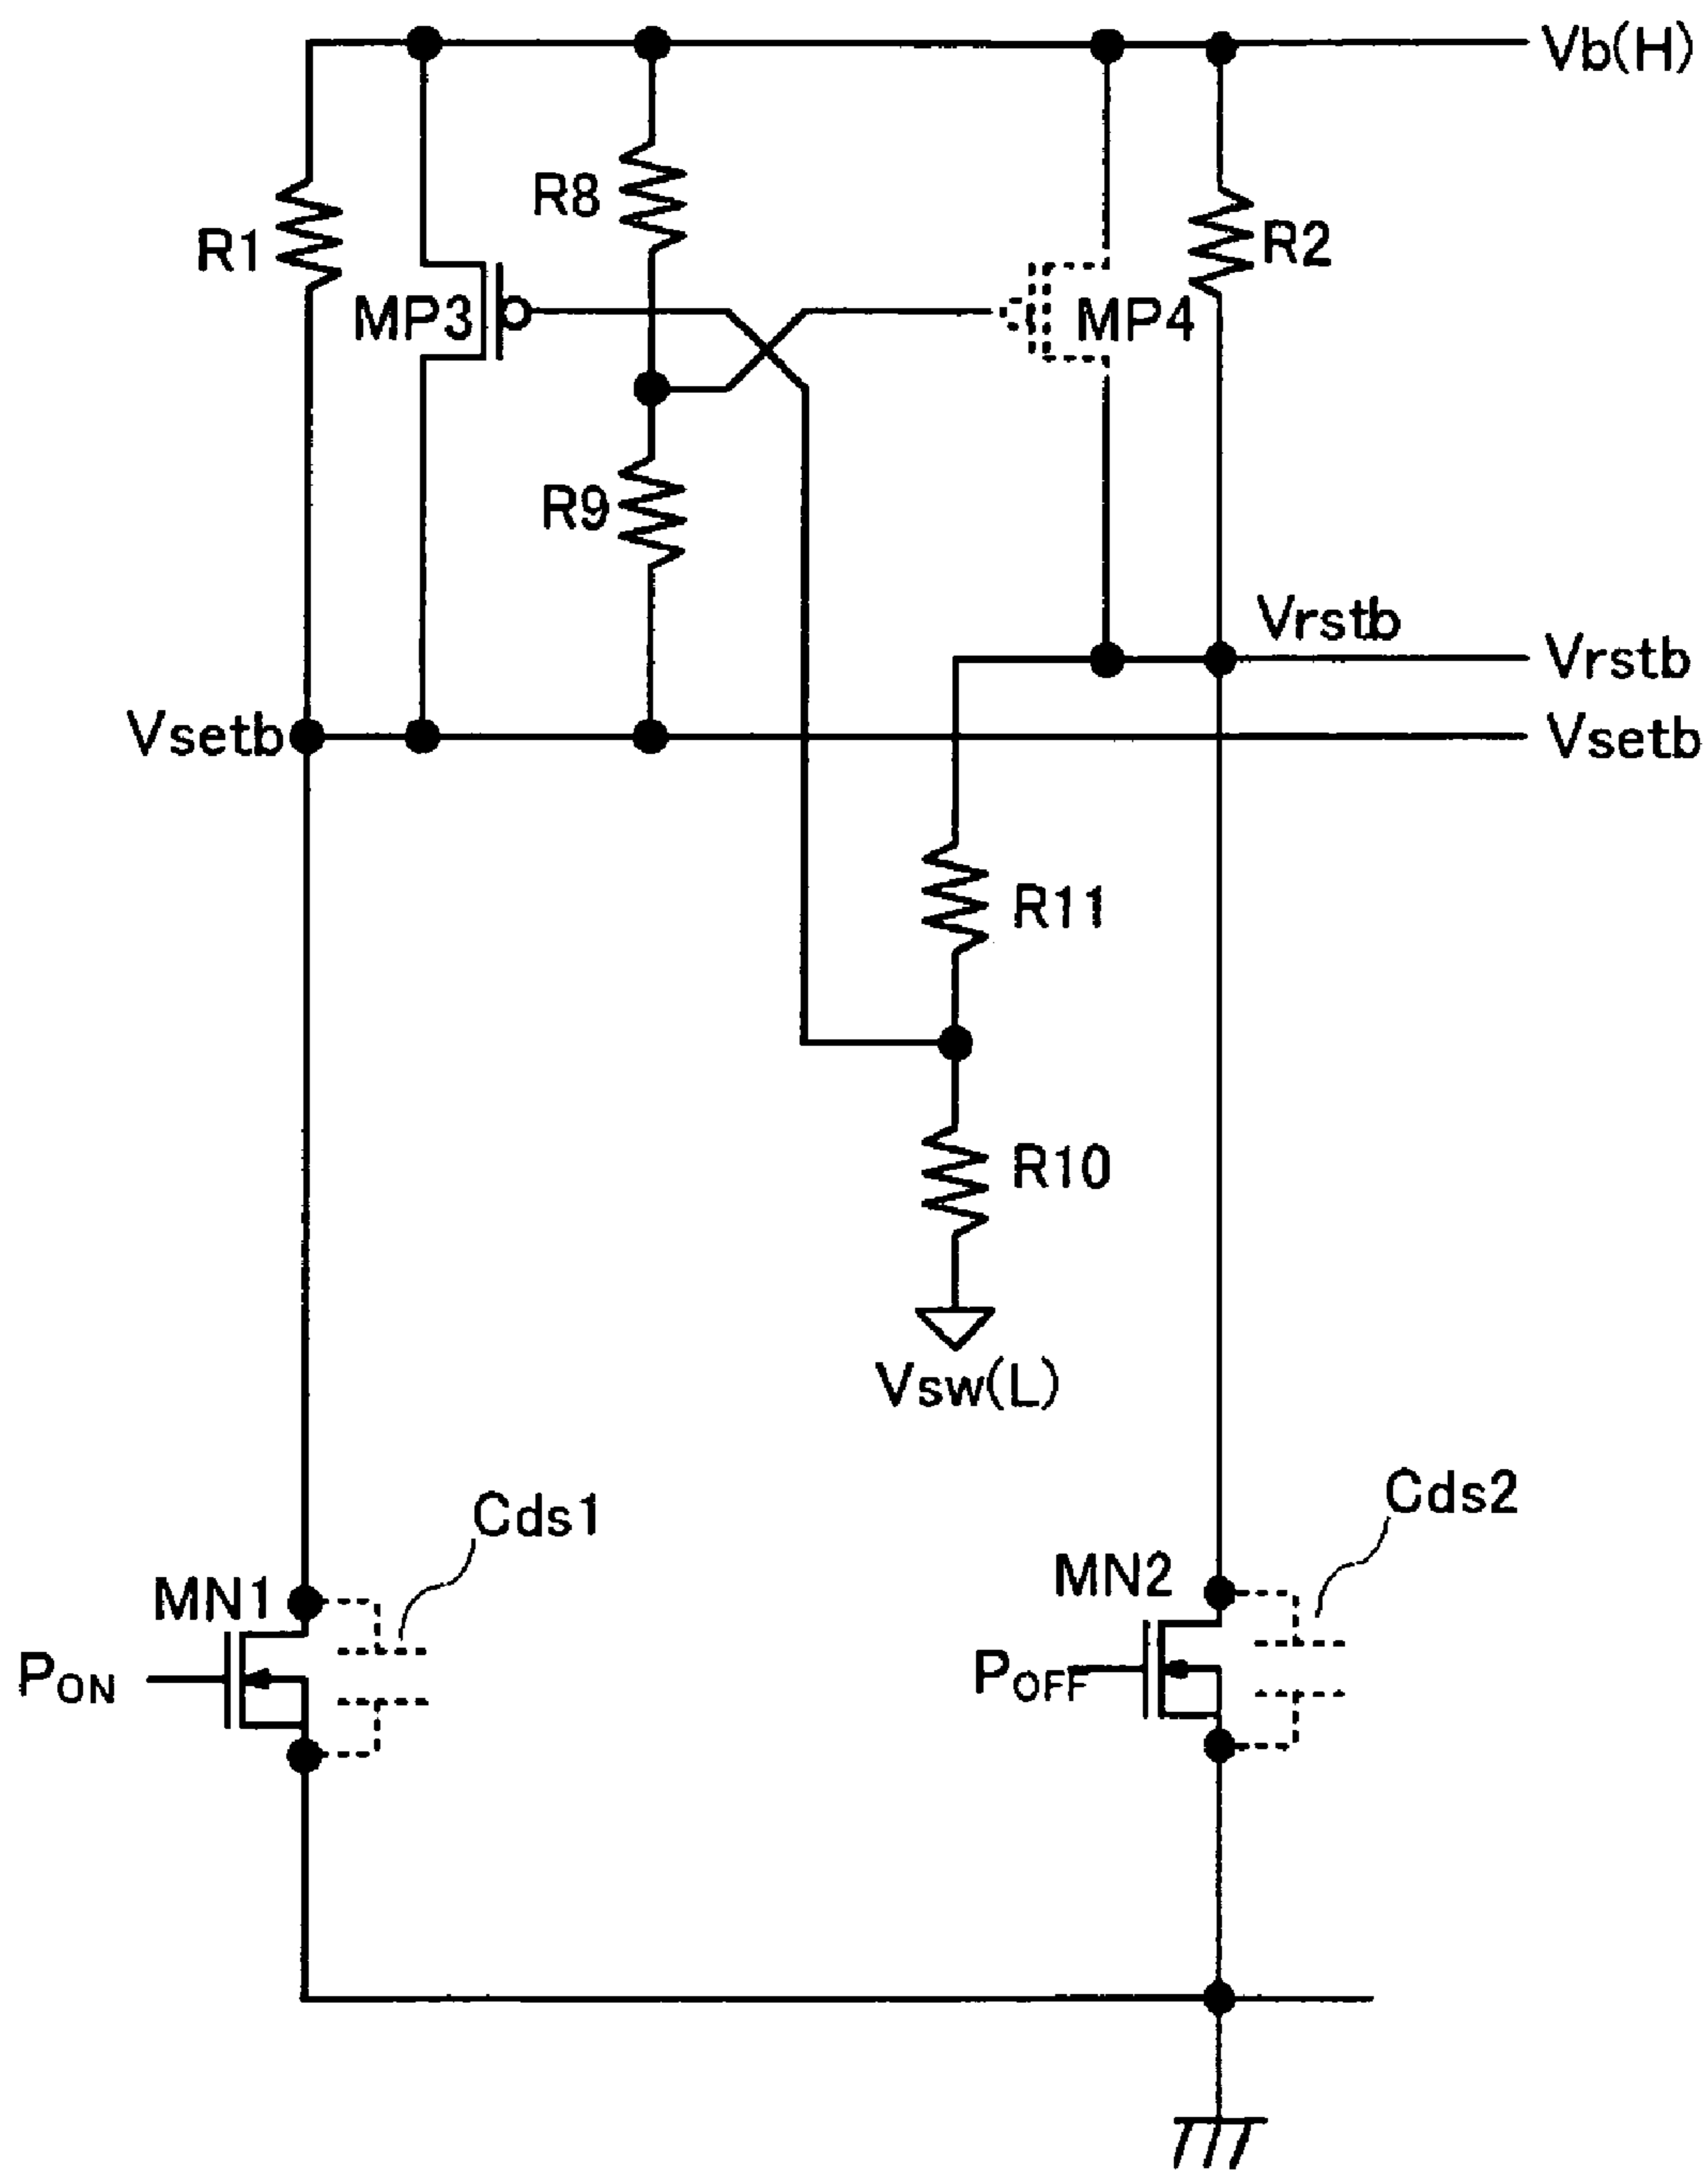 Vb(H)
R8
R1
R2
MP3
MP4
R9
Vrstb
Vrstb
Vsetb
Vsetb
R11
R10
Vsw(L)
Cds1
Cds2
MN1
MN2
PON
POFF